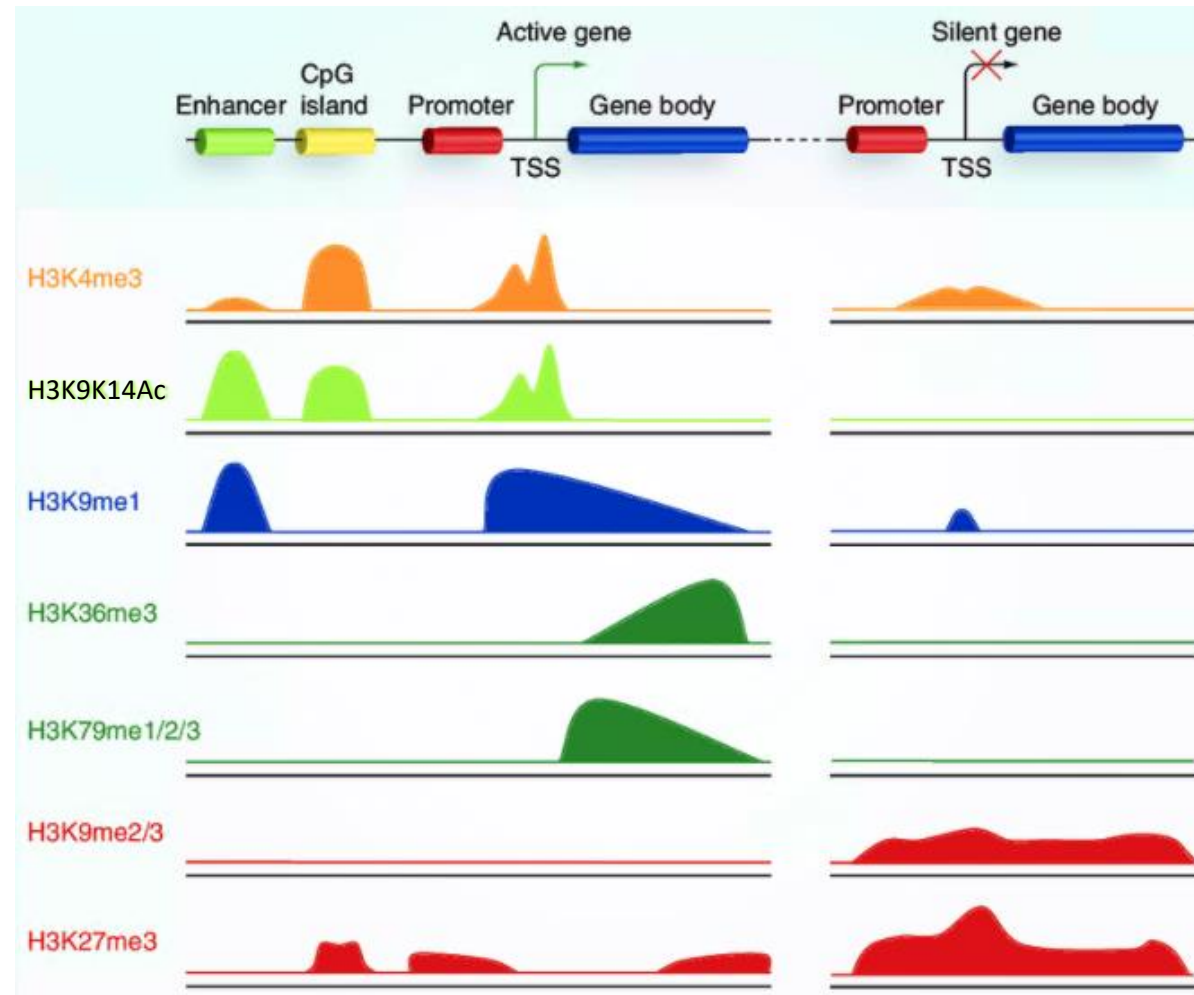 Active gene
Silent gene
CpG
Enhancer island Promoter Gene body Promoter Gene body
TSS
TSS
H3K4me3
H3K9K14Ac
H3K9me1
H3K36me3
H3K79me1/2/3
H3K9me2/3
H3K27me3